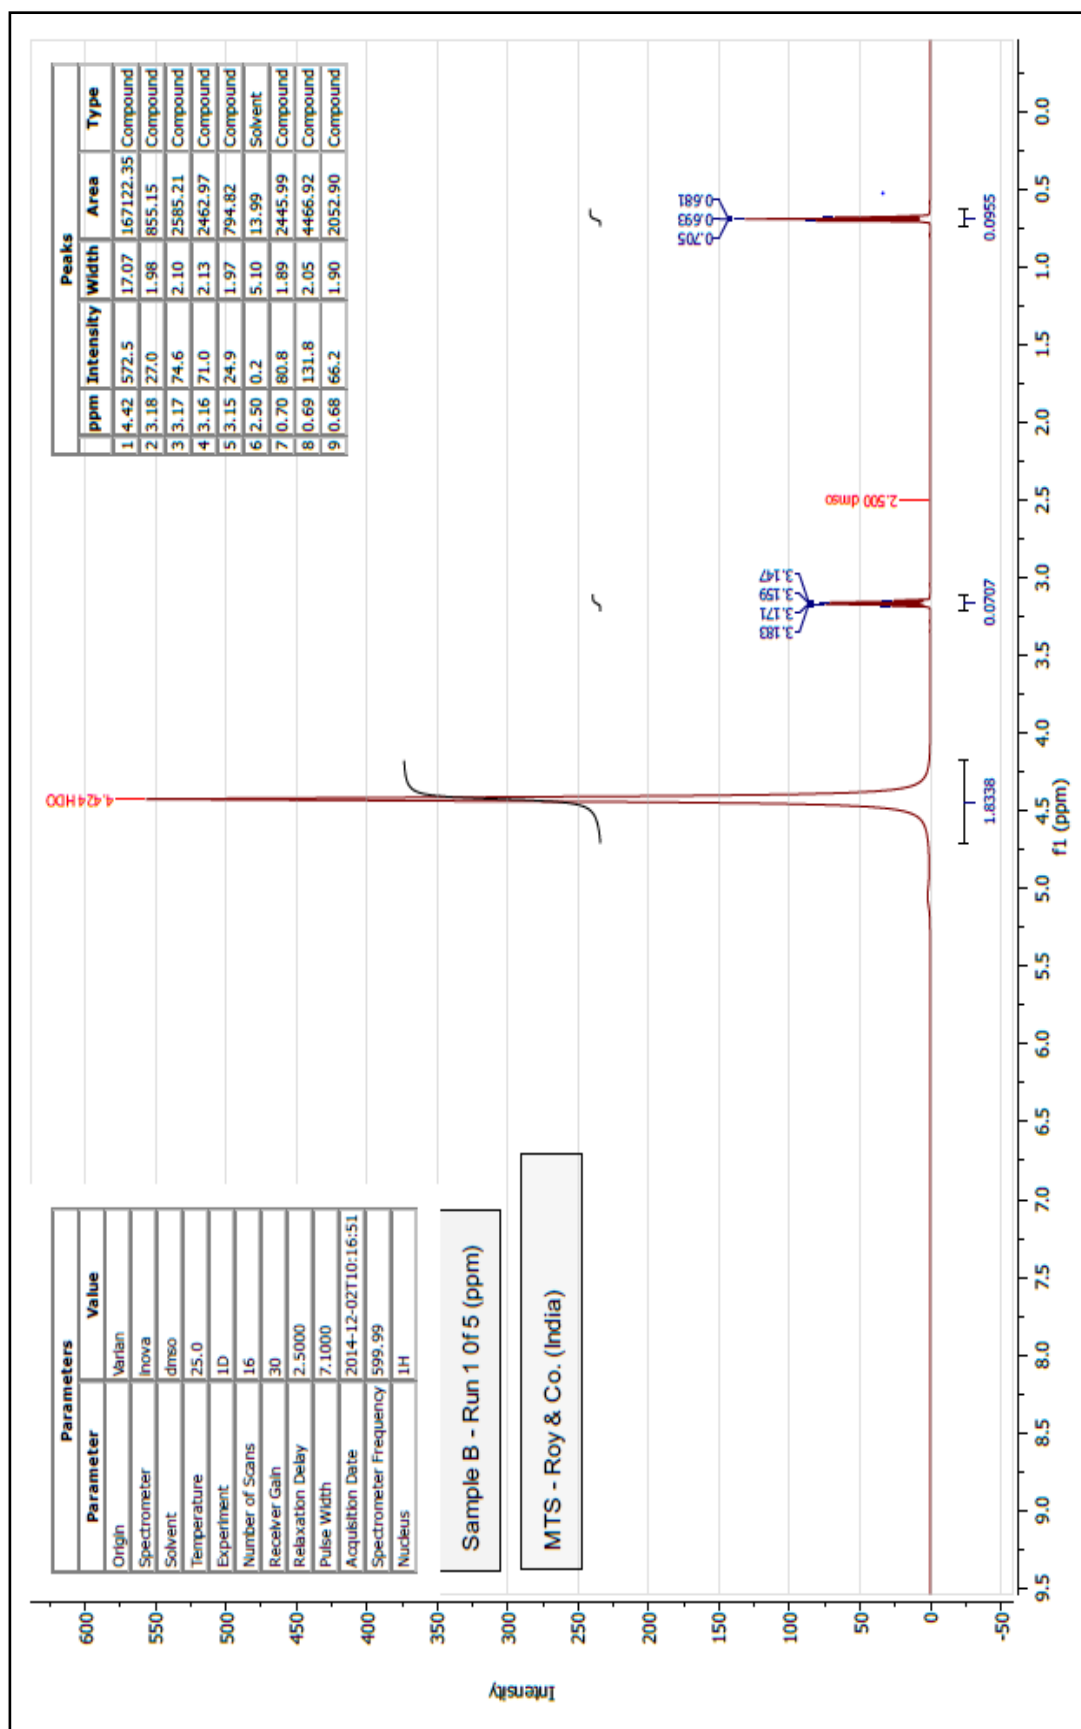 Parameters
Parameter Value
Origin Varian
Spectrometer Inova
Solvent dmso
Temperature 25.0
Experiment 1D
Number of Scans 16
Receiver Gain 30
Relaxation Delay 2.5000
Pulse Width 7.1000
Acquisition Date 2014-12-02T10:16:51
Spectrometer Frequency 599.99
Nucleus 1H
Sample B - Run 1 0f 5 (ppm)
MTS - Roy & Co. (India)
Peaks
ppm Intensity Width Area Type
1 4.42 572.5 17.07 167122.35 Compound
2 3.18 27.0 1.98 855.15 Compound
3 3.17 74.6 2.10 2585.21 Compound
4 3.16 71.0 2.13 2462.97 Compound
5 3.15 24.9 1.97 794.82 Compound
6 2.50 0.2 5.10 13.99 Solvent
7 0.70 80.8 1.89 2445.99 Compound
8 0.69 131.8 2.05 4466.92 Compound
9 0.68 66.2 1.90 2052.90 Compound
4.424 HDO
3.183
3.171
3.159
3.147
2.500 dmso
0.705
0.693
0.681
1.8338
0.0707
0.0955
600
550
500
450
400
350
300
250
200
150
100
50
0
-50
Intensity
9.5 9.0 8.5 8.0 7.5 7.0 6.5 6.0 5.5 5.0 4.5 4.0 3.5 3.0 2.5 2.0 1.5 1.0 0.5 0.0
f1 (ppm)